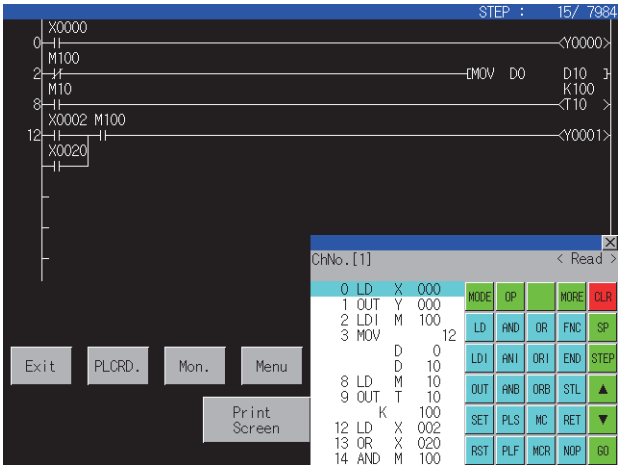 STEP : 15/ 7984
X0000
0 <Y0000>
M100
2 [MOV D0 D10 ]
M10 K100
8 <T10 >
X0002 M100
12 <Y0001>
X0020
ChNo.[1] < Read >
0 LD X 000
1 OUT Y 000
2 LDI M 100
3 MOV 12
D 0
D 10
8 LD M 10
9 OUT T 10
K 100
12 LD X 002
13 OR X 020
14 AND M 100
MODE OP MORE CLR
LD AND OR FNC SP
LDI ANI ORI END STEP
OUT ANB ORB STL ▲
SET PLS MC RET ▼
RST PLF MCR NOP GO
Exit PLCRD. Mon. Menu
Print
Screen